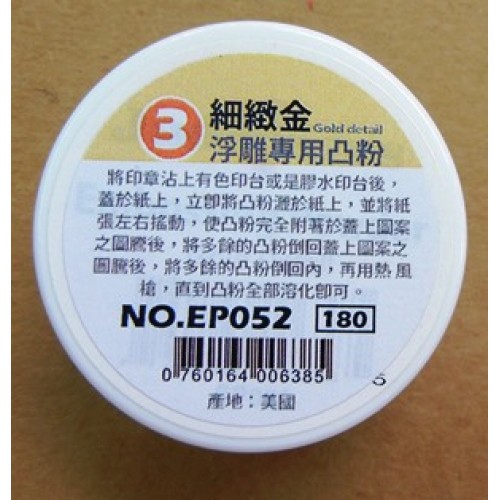 3 細緻金
Gold detail
浮雕專用凸粉
將印章沾上有色印台或是膠水印台後，
蓋於紙上，立即將凸粉灑於紙上，並將紙
張左右搖動，使凸粉完全附著於蓋上圖案
之圖騰後，將多餘的凸粉倒回蓋上圖案之
圖騰後，將多餘的凸粉倒回內，再用熱風
槍，直到凸粉全部溶化即可。
NO.EP052 180
0 760164 006385
產地：美國